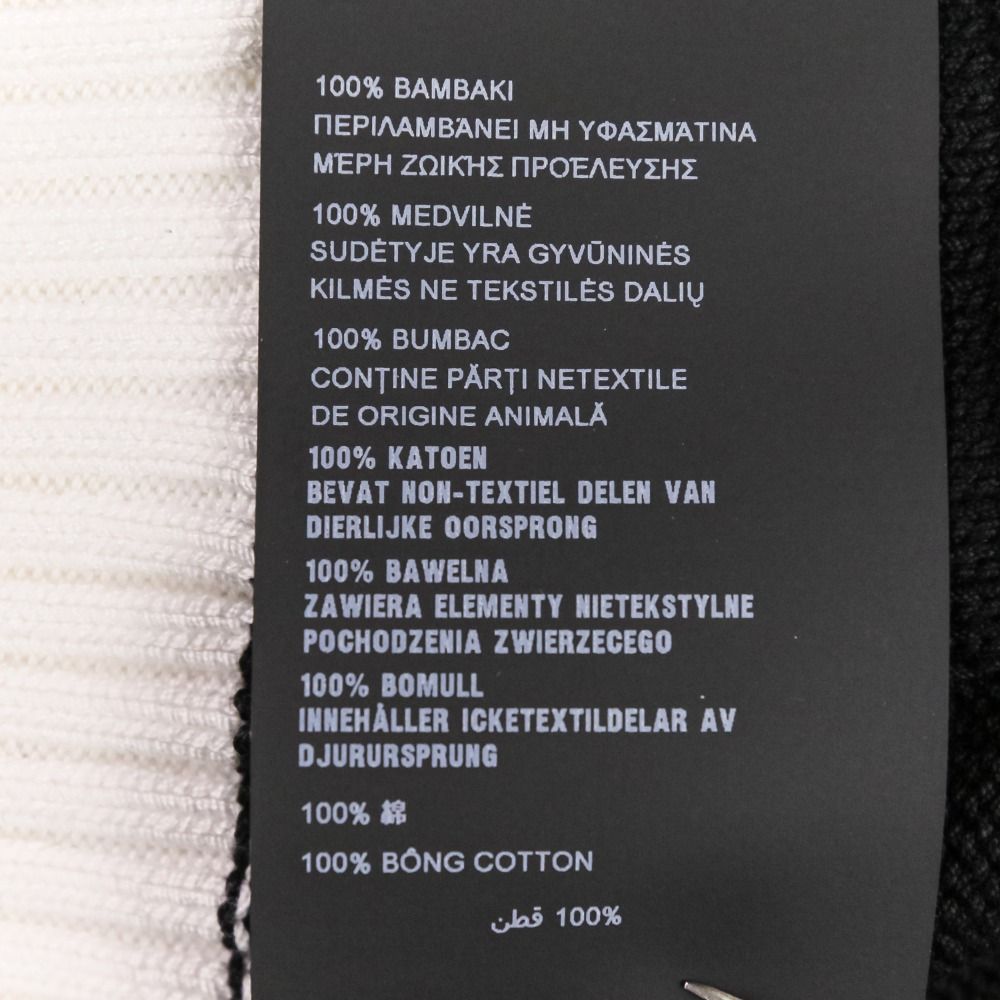 100% BAMBAKI
ΠΕΡΙΛΑΜΒΆΝΕΙ ΜΗ ΥΦΑΣΜΆΤΙΝΑ
ΜΈΡΗ ΖΩΙΚΉΣ ΠΡΟΈΛΕΥΣΗΣ
100% MEDVILNĖ
SUDĖTYJE YRA GYVŪNINĖS
KILMĖS NE TEKSTILĖS DALIŲ
100% BUMBAC
CONȚINE PĂRȚI NETEXTILE
DE ORIGINE ANIMALĂ
100% KATOEN
BEVAT NON-TEXTIEL DELEN VAN
DIERLIJKE OORSPRONG
100% BAWELNA
ZAWIERA ELEMENTY NIETEKSTYLNE
POCHODZENIA ZWIERZECEGO
100% BOMULL
INNEHÅLLER ICKETEXTILDELAR AV
DJURURSPRUNG
100% 綿
100% BÔNG COTTON
100% قطن